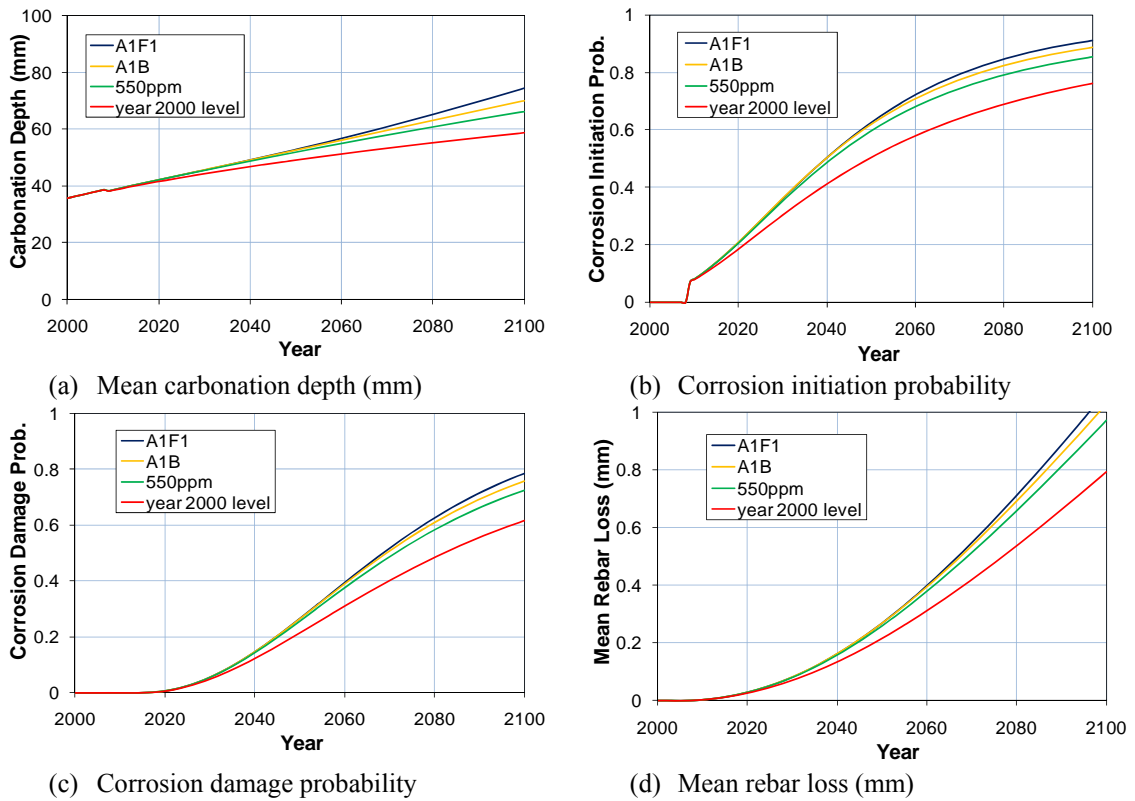 100
80
60
40
20
0
Carbonation Depth (mm)
A1F1
A1B
550ppm
year 2000 level
2000 2020 2040 2060 2080 2100
Year
(a) Mean carbonation depth (mm)
1
0.8
0.6
0.4
0.2
0
Corrosion Initiation Prob.
A1F1
A1B
550ppm
year 2000 level
2000 2020 2040 2060 2080 2100
Year
(b) Corrosion initiation probability
1
0.8
0.6
0.4
0.2
0
Corrosion Damage Prob.
A1F1
A1B
550ppm
year 2000 level
2000 2020 2040 2060 2080 2100
Year
(c) Corrosion damage probability
1
0.8
0.6
0.4
0.2
0
Mean Rebar Loss (mm)
A1F1
A1B
550ppm
year 2000 level
2000 2020 2040 2060 2080 2100
Year
(d) Mean rebar loss (mm)